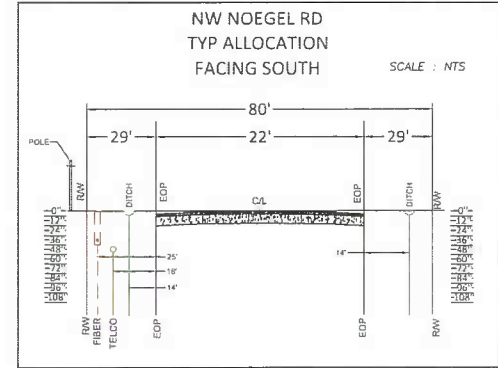 NW NOEGEL RD
TYP ALLOCATION
FACING SOUTH
SCALE : NTS
80'
29'
22'
29'
POLE
R/W
DITCH
EOP
C/L
EOP
DITCH
R/W
0"
12"
24"
36"
48"
60"
72"
84"
96"
108"
0"
12"
24"
36"
48"
60"
72"
84"
96"
108"
25'
18'
14'
14'
R/W
FIBER
TELCO
EOP
EOP
R/W